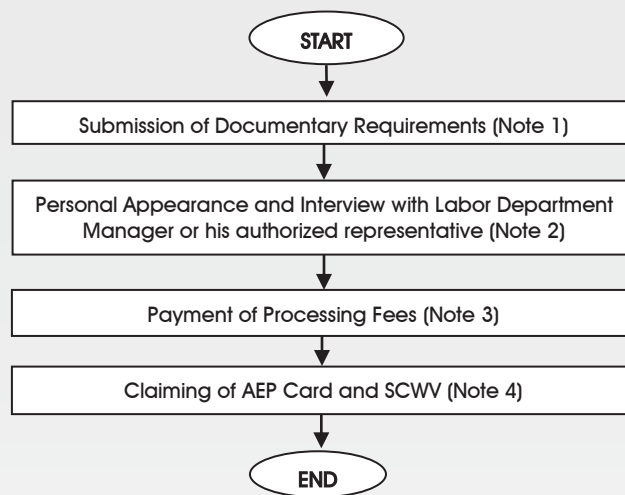 START
Submission of Documentary Requirements (Note 1)
Personal Appearance and Interview with Labor Department
Manager or his authorized representative (Note 2)
Payment of Processing Fees (Note 3)
Claiming of AEP Card and SCWV (Note 4)
END